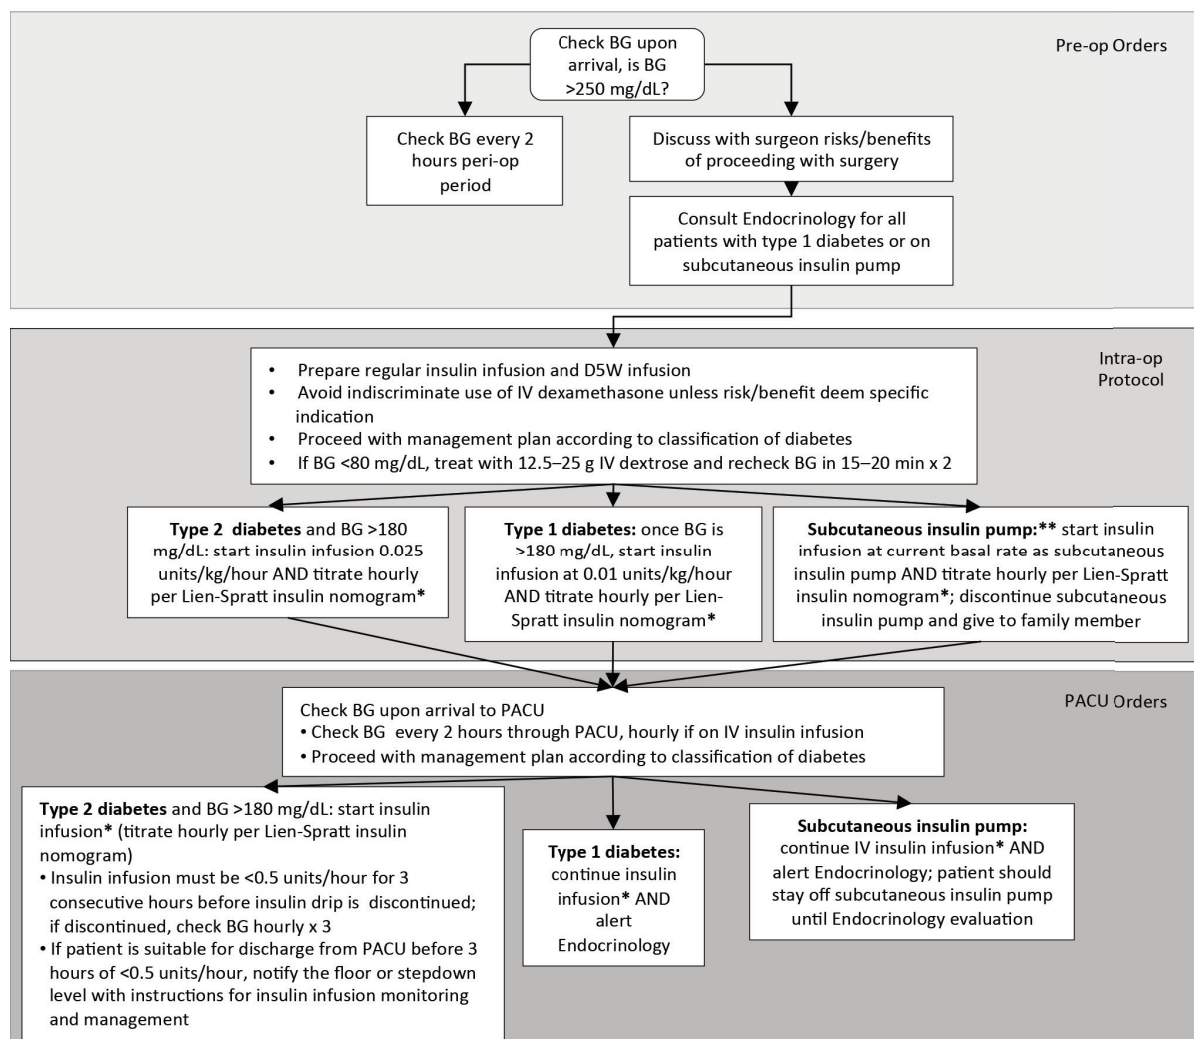 Pre-op Orders
Check BG upon
arrival, is BG
>250 mg/dL?
Check BG every 2
hours peri-op
period
Discuss with surgeon risks/benefits
of proceeding with surgery
Consult Endocrinology for all
patients with type 1 diabetes or on
subcutaneous insulin pump
Intra-op
Protocol
• Prepare regular insulin infusion and D5W infusion
• Avoid indiscriminate use of IV dexamethasone unless risk/benefit deem specific
indication
• Proceed with management plan according to classification of diabetes
• If BG <80 mg/dL, treat with 12.5–25 g IV dextrose and recheck BG in 15–20 min x 2
Type 2 diabetes and BG >180
mg/dL: start insulin infusion 0.025
units/kg/hour AND titrate hourly
per Lien-Spratt insulin nomogram*
Type 1 diabetes: once BG is
>180 mg/dL, start insulin
infusion at 0.01 units/kg/hour
AND titrate hourly per Lien-
Spratt insulin nomogram*
Subcutaneous insulin pump:** start insulin
infusion at current basal rate as subcutaneous
insulin pump AND titrate hourly per Lien-Spratt
insulin nomogram*; discontinue subcutaneous
insulin pump and give to family member
PACU Orders
Check BG upon arrival to PACU
• Check BG every 2 hours through PACU, hourly if on IV insulin infusion
• Proceed with management plan according to classification of diabetes
Type 2 diabetes and BG >180 mg/dL: start insulin
infusion* (titrate hourly per Lien-Spratt insulin
nomogram)
• Insulin infusion must be <0.5 units/hour for 3
consecutive hours before insulin drip is discontinued;
if discontinued, check BG hourly x 3
• If patient is suitable for discharge from PACU before 3
hours of <0.5 units/hour, notify the floor or stepdown
level with instructions for insulin infusion monitoring
and management
Type 1 diabetes:
continue insulin
infusion* AND
alert
Endocrinology
Subcutaneous insulin pump:
continue IV insulin infusion* AND
alert Endocrinology; patient should
stay off subcutaneous insulin pump
until Endocrinology evaluation